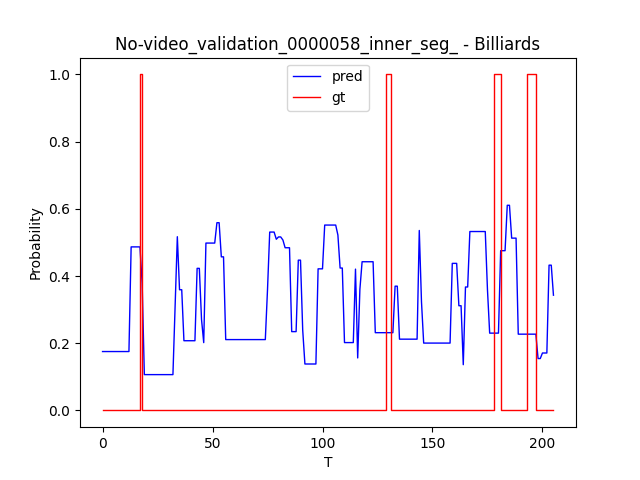 No-video_validation_0000058_inner_seg_ - Billiards
pred
gt
1.0
0.8
0.6
0.4
0.2
0.0
Probability
0
50
100
150
200
T